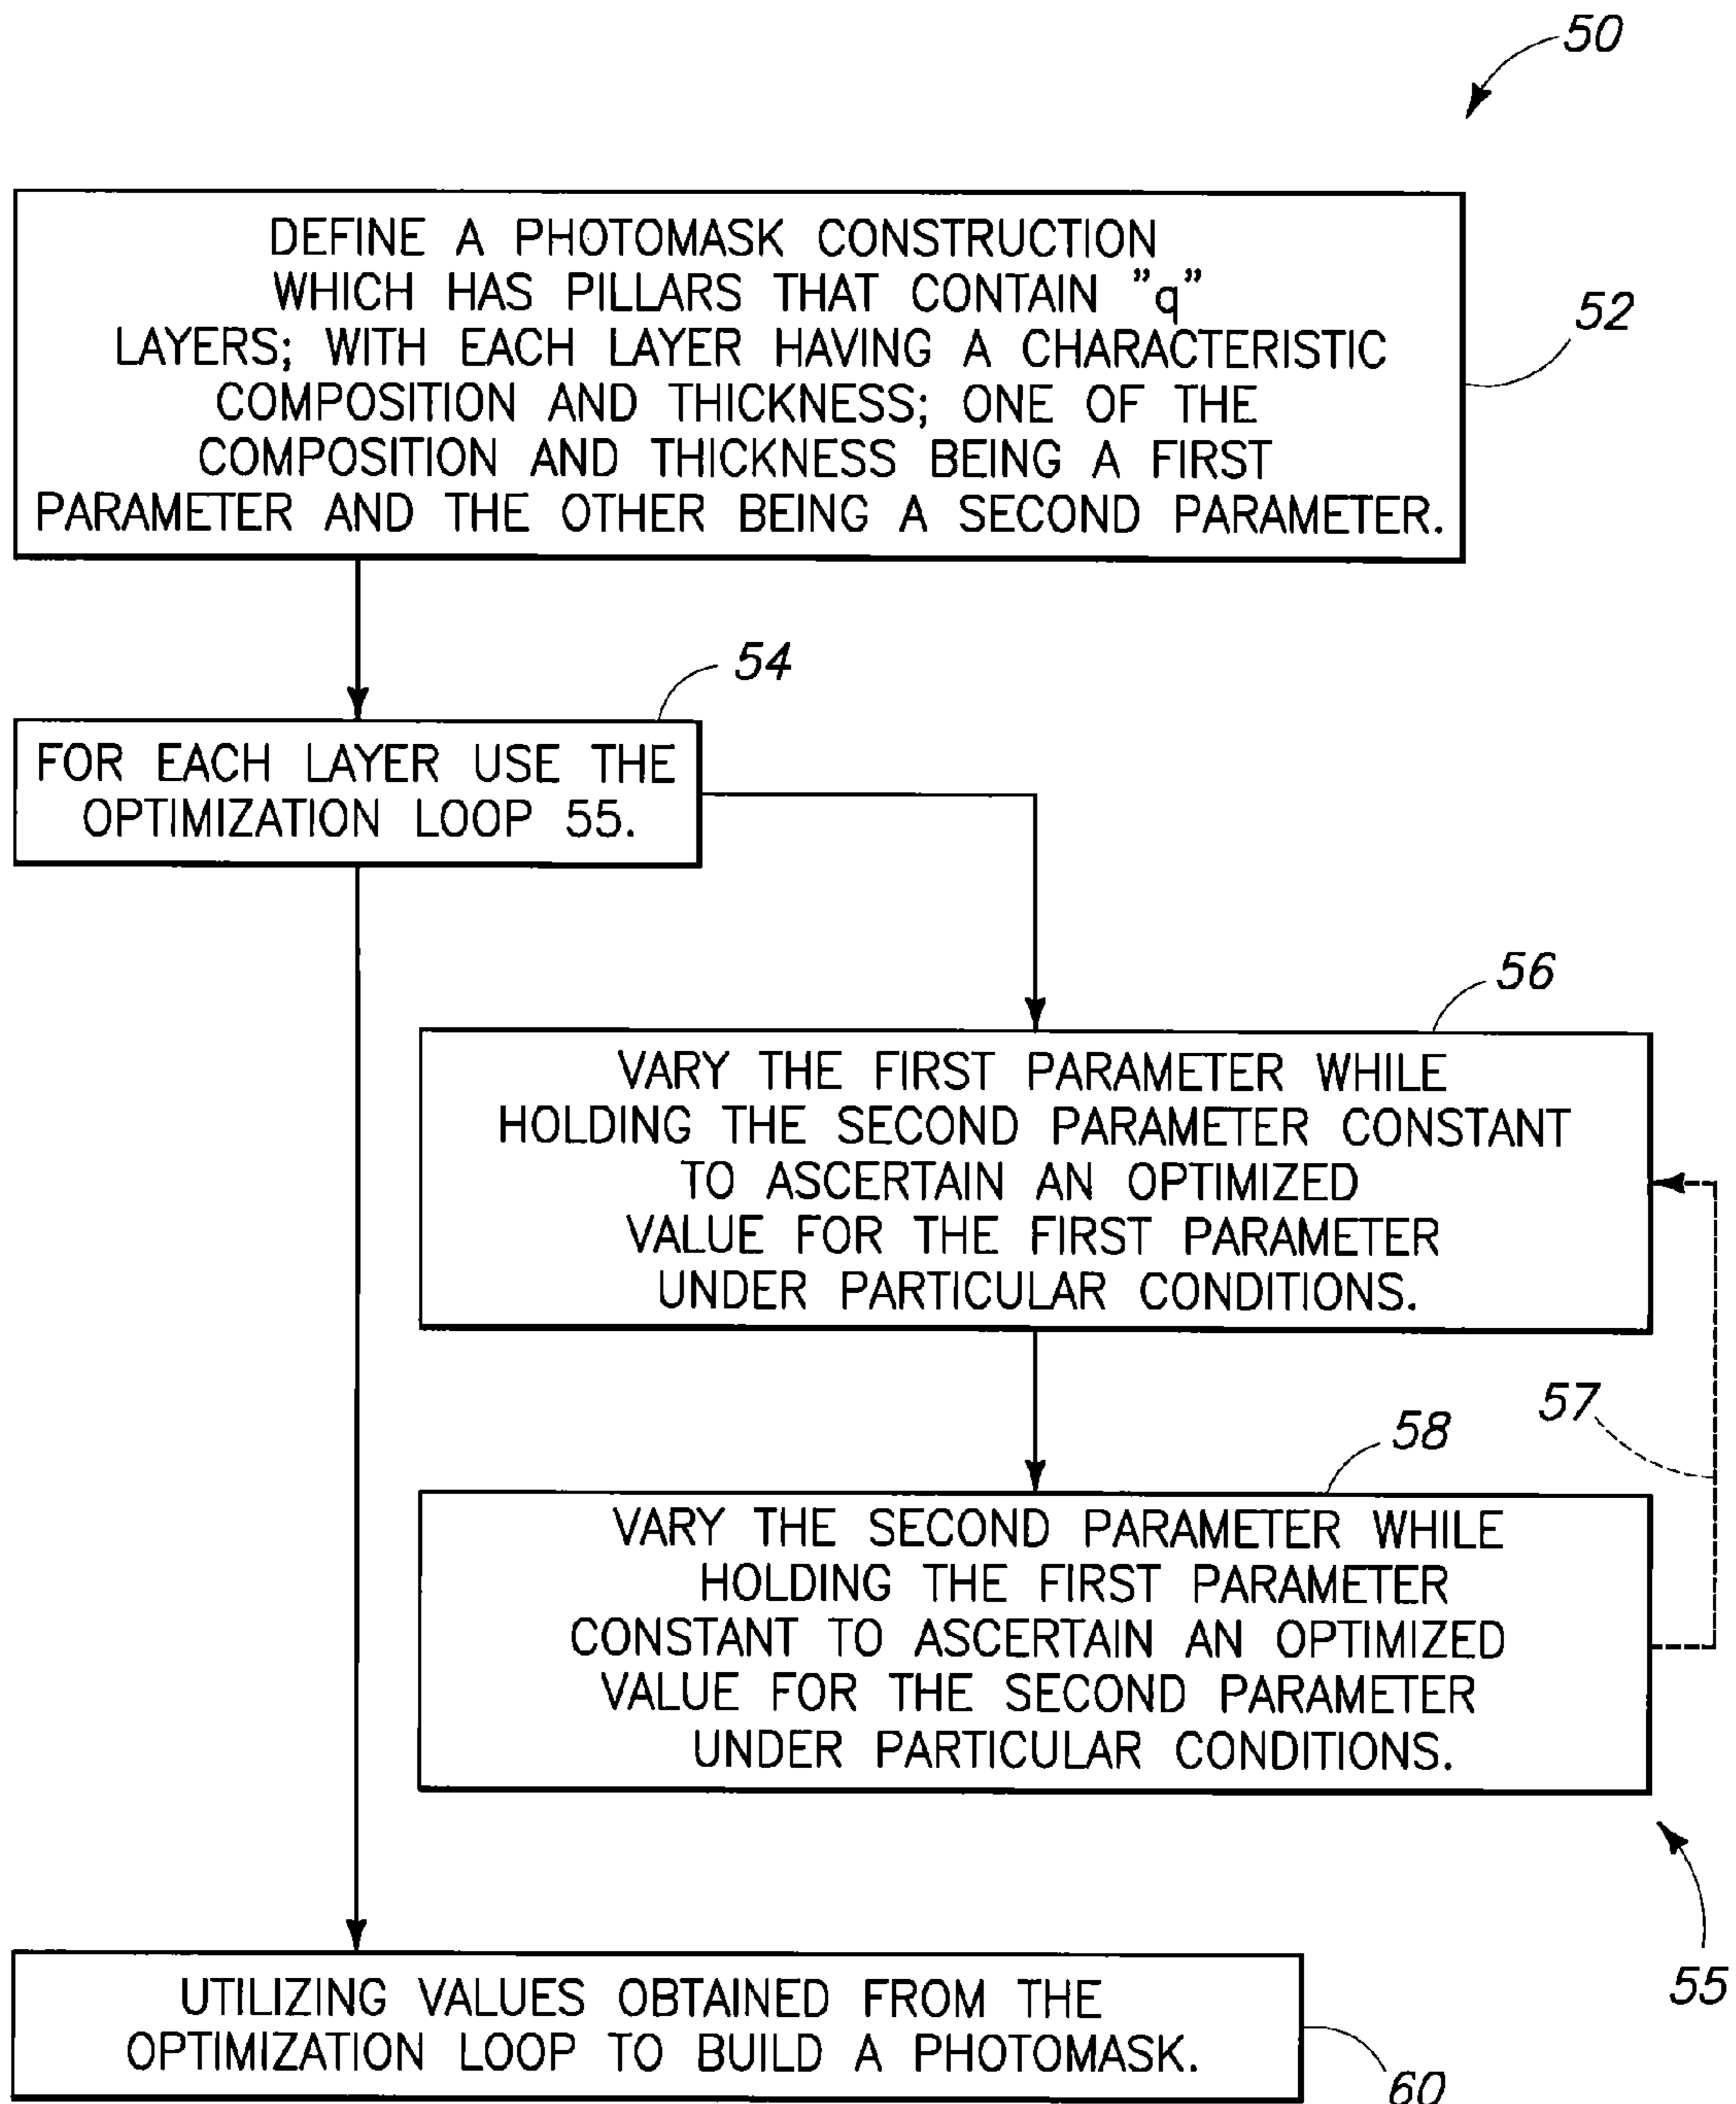 50
DEFINE A PHOTOMASK CONSTRUCTION
WHICH HAS PILLARS THAT CONTAIN "q"
LAYERS; WITH EACH LAYER HAVING A CHARACTERISTIC
COMPOSITION AND THICKNESS; ONE OF THE
COMPOSITION AND THICKNESS BEING A FIRST
PARAMETER AND THE OTHER BEING A SECOND PARAMETER.
52
54
FOR EACH LAYER USE THE
OPTIMIZATION LOOP 55.
56
VARY THE FIRST PARAMETER WHILE
HOLDING THE SECOND PARAMETER CONSTANT
TO ASCERTAIN AN OPTIMIZED
VALUE FOR THE FIRST PARAMETER
UNDER PARTICULAR CONDITIONS.
57
58
VARY THE SECOND PARAMETER WHILE
HOLDING THE FIRST PARAMETER
CONSTANT TO ASCERTAIN AN OPTIMIZED
VALUE FOR THE SECOND PARAMETER
UNDER PARTICULAR CONDITIONS.
55
UTILIZING VALUES OBTAINED FROM THE
OPTIMIZATION LOOP TO BUILD A PHOTOMASK.
60